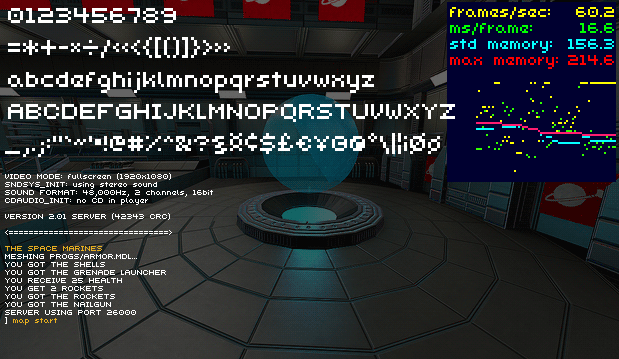 0123456789
=*+-×÷/‹«<{[()]}>»›
abcdefghijklmnopqrstuvwxyz
ABCDEFGHIJKLMNOPQRSTUVWXYZ
VIDEO MODE: fullscreen (1920x1080)
SNDSYS_INIT: using stereo sound
SOUND FORMAT: 48,000Hz, 2 channels, 16bit
CDAUDIO_INIT: no CD in player
VERSION 2.01 SERVER (42343 CRC)
<==============================>
THE SPACE MARINES
MESHING PROGS/ARMOR.MDL...
YOU GOT THE SHELLS
YOU GOT THE GRENADE LAUNCHER
YOU RECEIVE 25 HEALTH
YOU GET 2 ROCKETS
YOU GOT THE ROCKETS
YOU GOT THE NAILGUN
SERVER USING PORT 26000
] map start
frames/sec: 60.2
ms/frame: 16.6
std memory: 156.3
max memory: 214.6